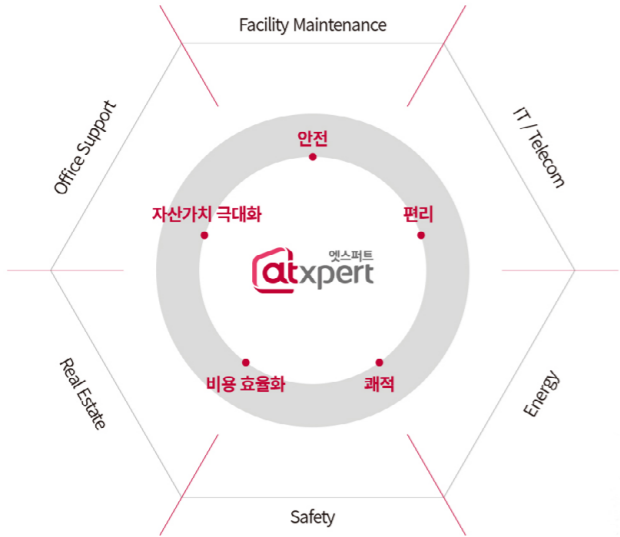 Facility Maintenance
Office Support
IT / Telecom
안전
자산가치 극대화
편리
엣스퍼트
atxpert
비용 효율화
쾌적
Real Estate
Energy
Safety